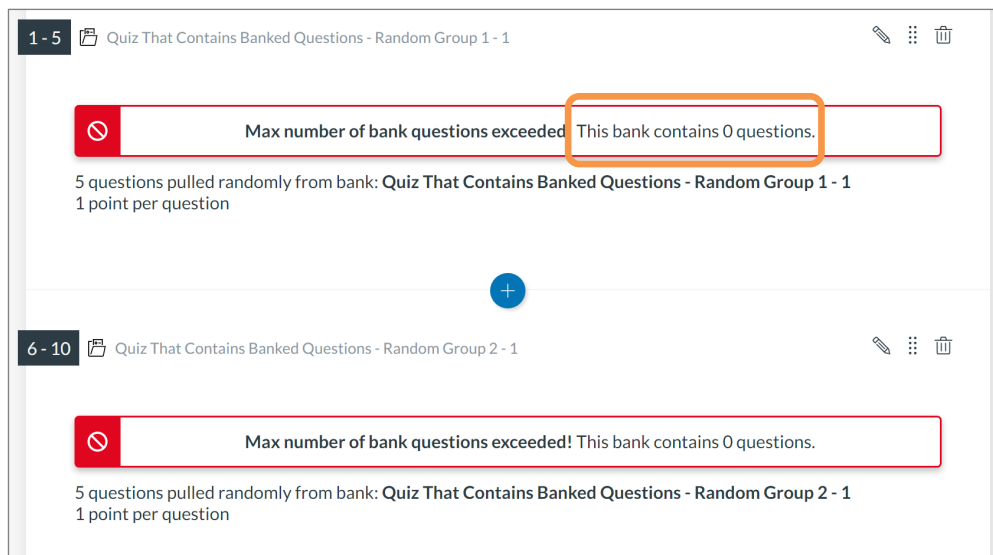 1 - 5 Quiz That Contains Banked Questions - Random Group 1 - 1
Max number of bank questions exceeded This bank contains 0 questions.
5 questions pulled randomly from bank: Quiz That Contains Banked Questions - Random Group 1 - 1
1 point per question
6 - 10 Quiz That Contains Banked Questions - Random Group 2 - 1
Max number of bank questions exceeded! This bank contains 0 questions.
5 questions pulled randomly from bank: Quiz That Contains Banked Questions - Random Group 2 - 1
1 point per question